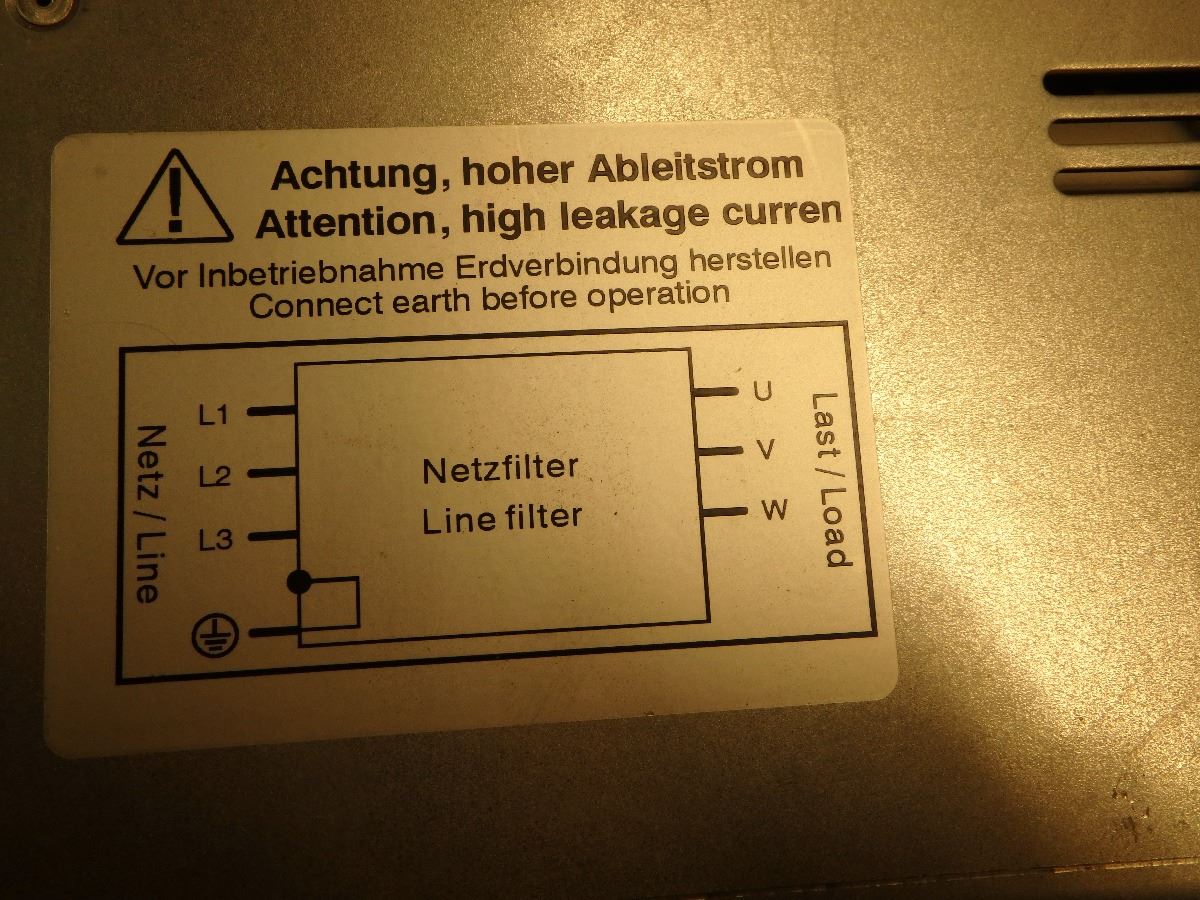 Achtung, hoher Ableitstrom
Attention, high leakage curren
Vor Inbetriebnahme Erdverbindung herstellen
Connect earth before operation
Netz / Line
L1
L2
L3
Netzfilter
Line filter
U
V
W
Last / Load